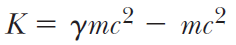 K = γmc² − mc²